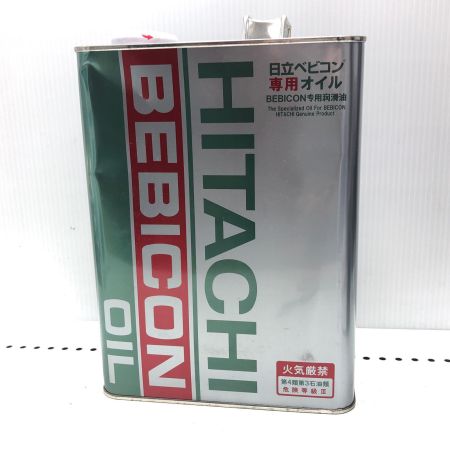 日立ベビコン
専用オイル
BEBICON专用润滑油
The Specialized Oil For BEBICON
HITACHI Genuine Product
HITACHI
BEBICON
OIL
火気厳禁
第4類第3石油類
危険等級Ⅲ